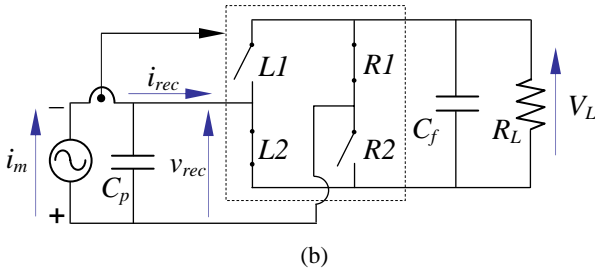 L1
R1
i_rec
−
i_m
C_p
v_rec
L2
R2
C_f
R_L
V_L
+
(b)